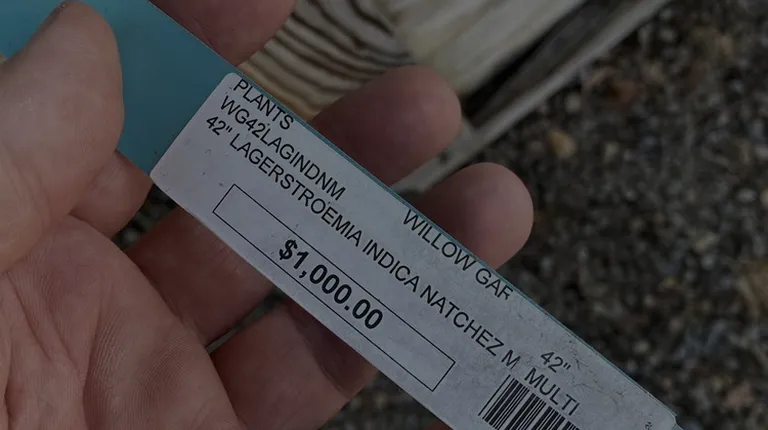 PLANTS
WG42LAGINDNM WILLOW GAR
42" LAGERSTROEMIA INDICA NATCHEZ M 42"
MULTI
$1,000.00